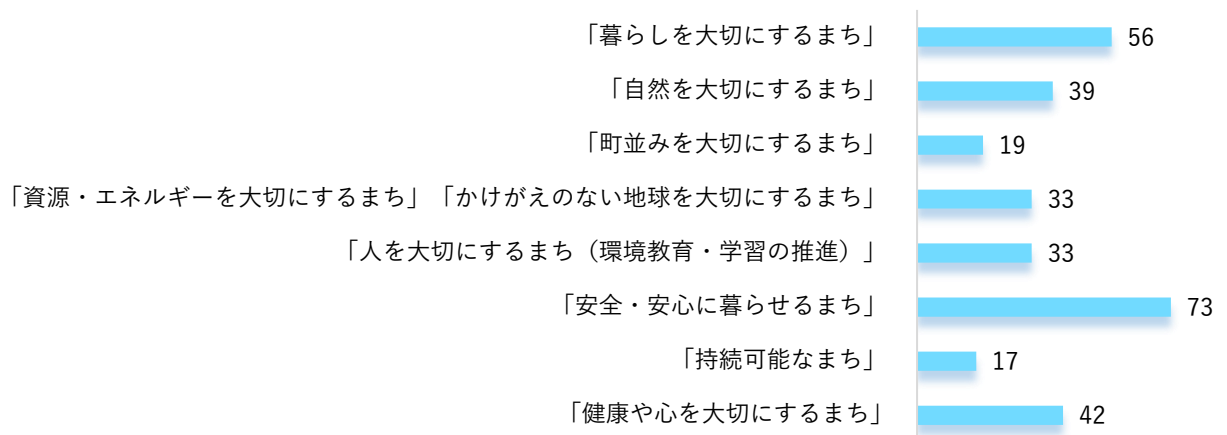 「暮らしを大切にするまち」 56
「自然を大切にするまち」 39
「町並みを大切にするまち」 19
「資源・エネルギーを大切にするまち」「かけがえのない地球を大切にするまち」 33
「人を大切にするまち（環境教育・学習の推進）」 33
「安全・安心に暮らせるまち」 73
「持続可能なまち」 17
「健康や心を大切にするまち」 42